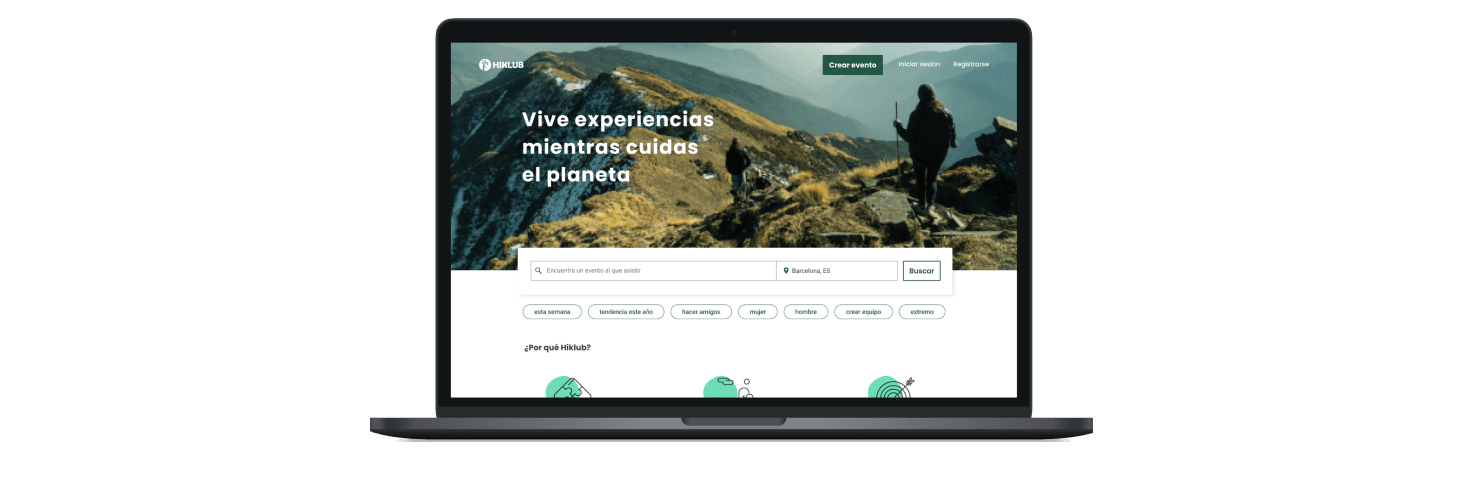 HIKLUB
Crear evento
Iniciar sesión
Registrarse
Vive experiencias
mientras cuidas
el planeta
Encuentra un evento al que asistir
Barcelona, ES
Buscar
esta semana
tendencia este año
hacer amigos
mujer
hombre
crear equipo
extremo
¿Por qué Hiklub?